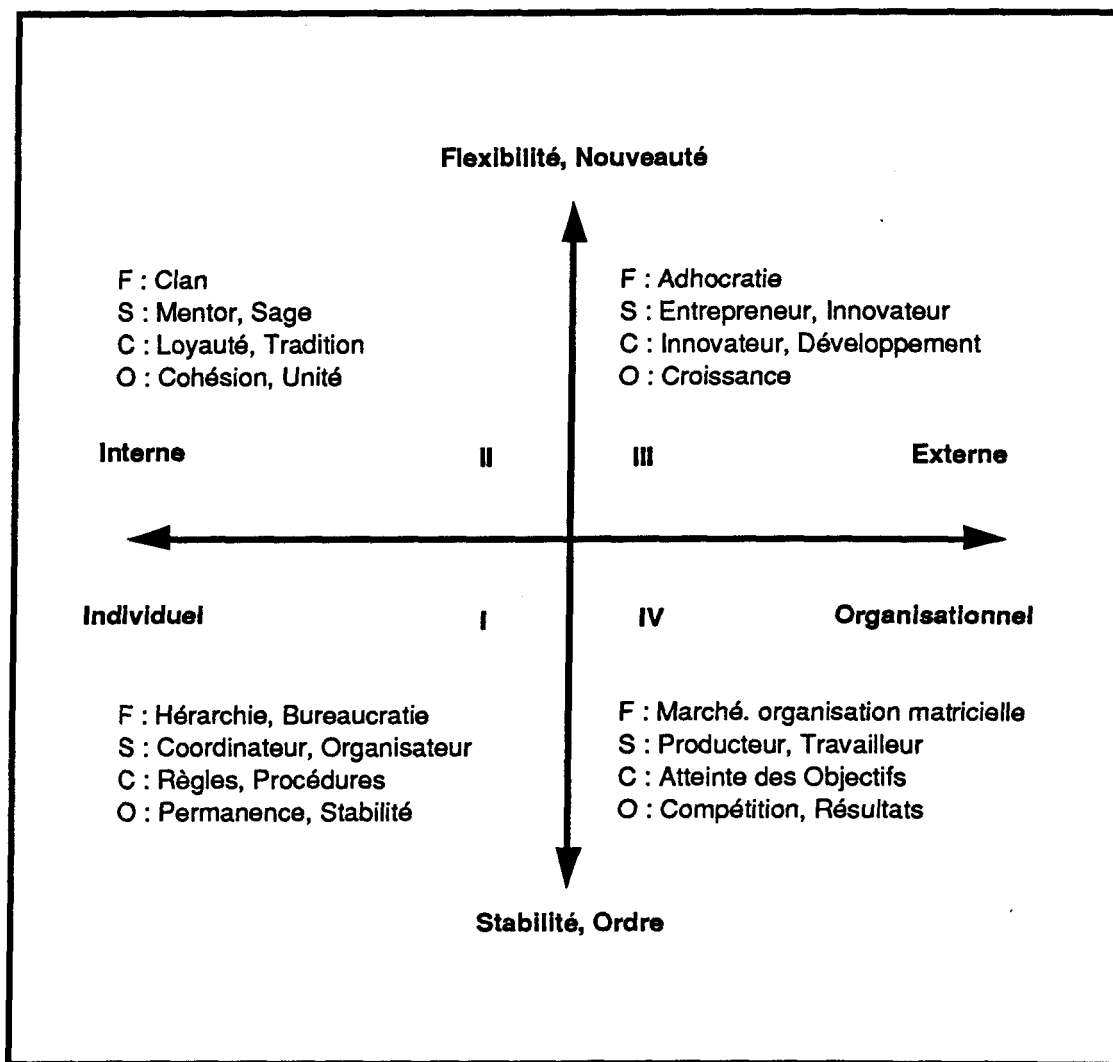 Flexibilité, Nouveauté
F : Clan
S : Mentor, Sage
C : Loyauté, Tradition
O : Cohésion, Unité
F : Adhocratie
S : Entrepreneur, Innovateur
C : Innovateur, Développement
O : Croissance
Interne II III Externe
Individuel I IV Organisationnel
F : Hérarchie, Bureaucratie
S : Coordinateur, Organisateur
C : Règles, Procédures
O : Permanence, Stabilité
F : Marché. organisation matricielle
S : Producteur, Travailleur
C : Atteinte des Objectifs
O : Compétition, Résultats
Stabilité, Ordre